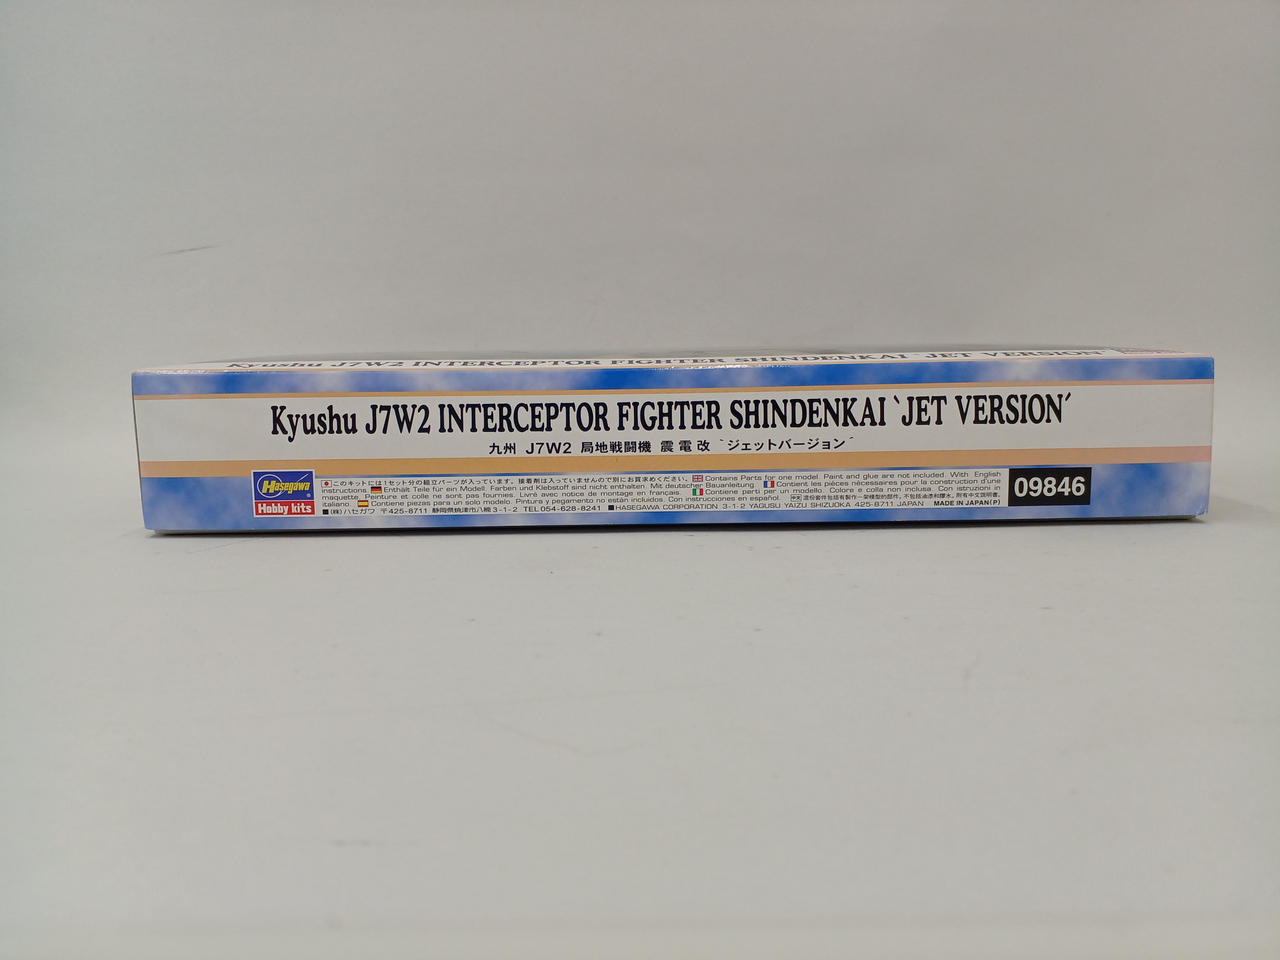 Kyushu J7W2 INTERCEPTOR FIGHTER SHINDENKAI `JET VERSION´
Kyushu J7W2 INTERCEPTOR FIGHTER SHINDENKAI `JET VERSION´
九州 J7W2 局地戦闘機 震電改 `ジェットバージョン´
Hasegawa
Hobby kits
このキットには1セット分の組立パーツが入っています。接着剤は入っていませんので別にお買求めください。 Contains Parts for one model. Paint and glue are not included. With English
instructions. Enthält Teile für ein Modell. Farben und Klebstoff sind nicht enthalten. Mit deutscher Bauanleitung. Contient les pièces nécessaires pour la construction d'une
maquette. Peinture et colle ne sont pas fournies. Livré avec notice de montage en français. Contiene parti per un modello. Colore e colla non inclusa. Con istruzioni in
italiano. Contiene piezas para un solo modelo. Pintura y pegamento no están incluidos. Con instrucciones en español.
■(株)ハセガワ 〒425-8711 静岡県焼津市八楠3-1-2 TEL 054-628-8241 ■HASEGAWA CORPORATION 3-1-2 YAGUSU YAIZU SHIZUOKA 425-8711 JAPAN MADE IN JAPAN(P)
09846